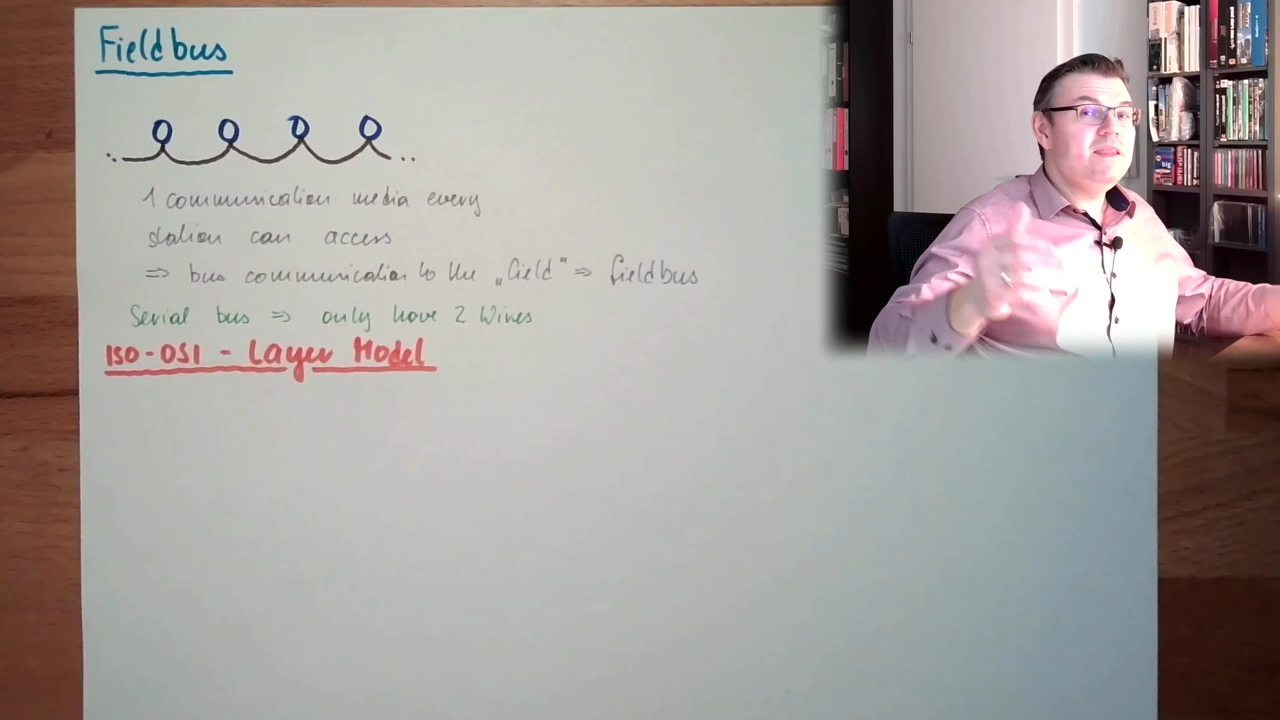 Fieldbus
1 communication media every
station can access
⇒ bus communication to the „field" ⇒ fieldbus
Serial bus ⇒ only have 2 Wires
ISO-OSI - Layer Model